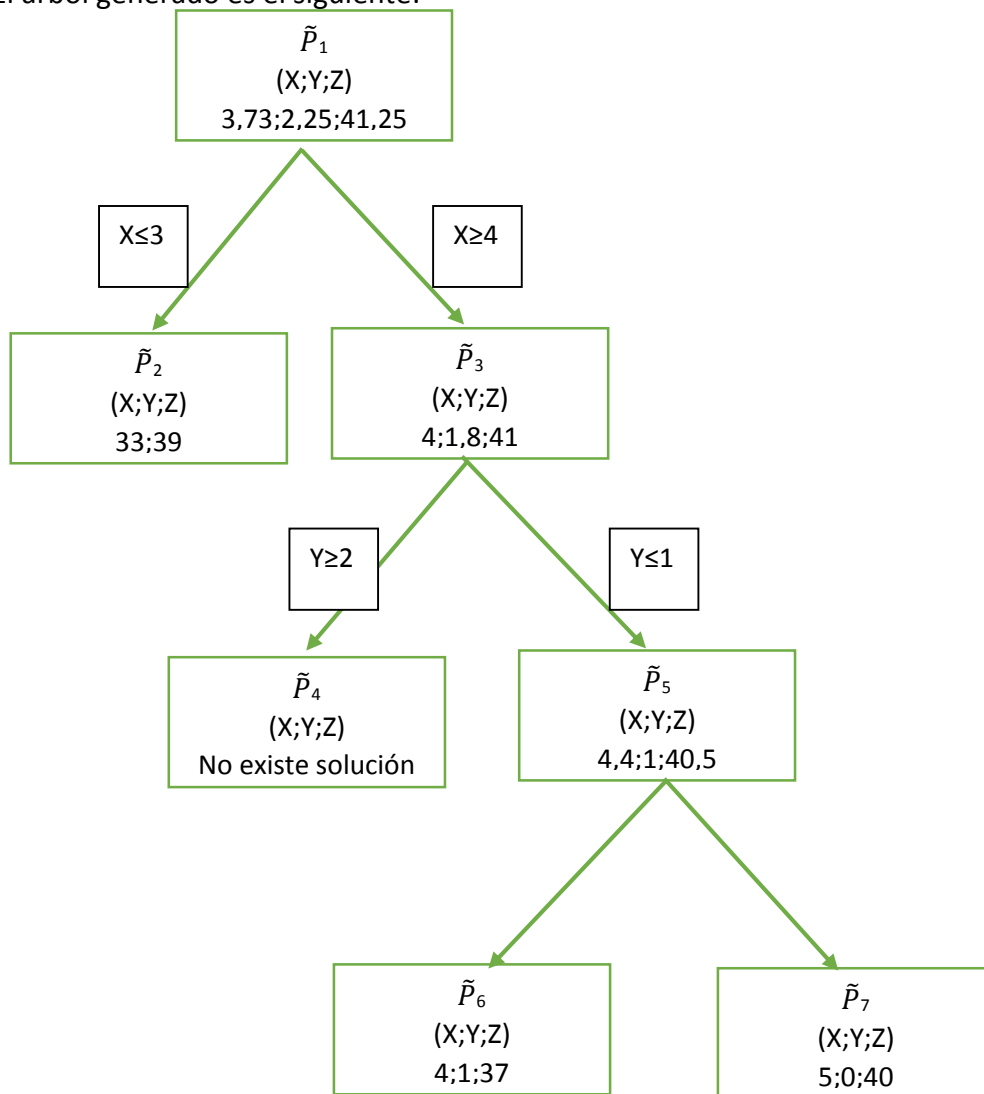 El árbol generado es el siguiente:
P̃₁
(X;Y;Z)
3,73;2,25;41,25
X≤3
X≥4
P̃₂
(X;Y;Z)
33;39
P̃₃
(X;Y;Z)
4;1,8;41
Y≥2
Y≤1
P̃₄
(X;Y;Z)
No existe solución
P̃₅
(X;Y;Z)
4,4;1;40,5
P̃₆
(X;Y;Z)
4;1;37
P̃₇
(X;Y;Z)
5;0;40